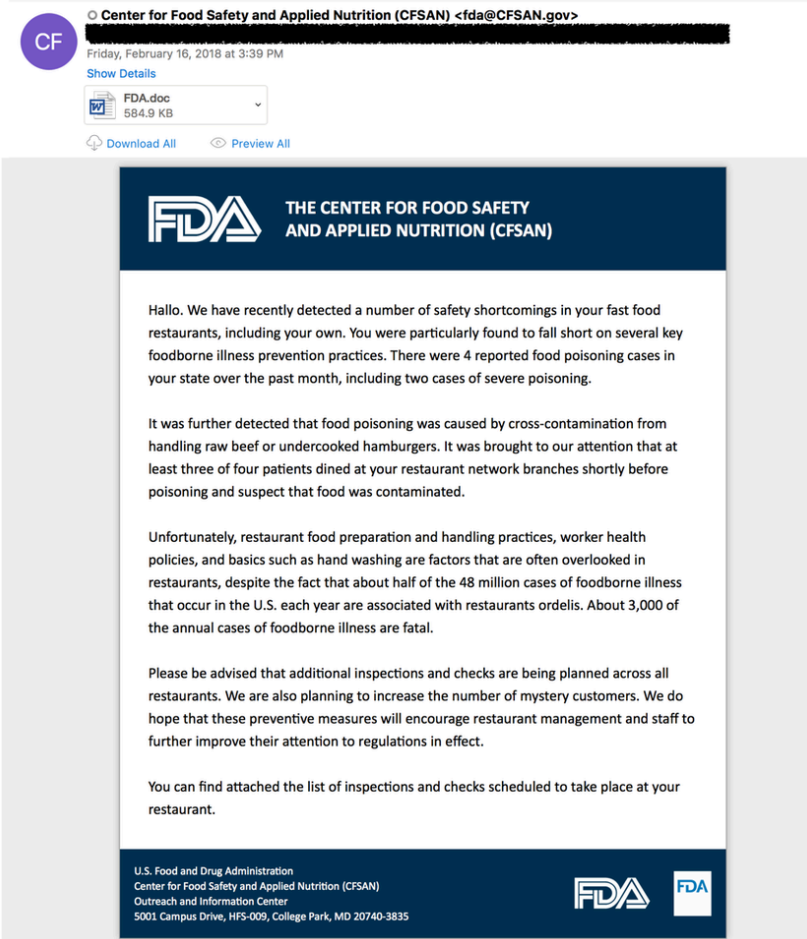 Center for Food Safety and Applied Nutrition (CFSAN) <fda@CFSAN.gov>
CF
Friday, February 16, 2018 at 3:39 PM
Show Details
FDA.doc
584.9 KB
Download All
Preview All
FDA
THE CENTER FOR FOOD SAFETY
AND APPLIED NUTRITION (CFSAN)
Hallo. We have recently detected a number of safety shortcomings in your fast food
restaurants, including your own. You were particularly found to fall short on several key
foodborne illness prevention practices. There were 4 reported food poisoning cases in
your state over the past month, including two cases of severe poisoning.
It was further detected that food poisoning was caused by cross-contamination from
handling raw beef or undercooked hamburgers. It was brought to our attention that at
least three of four patients dined at your restaurant network branches shortly before
poisoning and suspect that food was contaminated.
Unfortunately, restaurant food preparation and handling practices, worker health
policies, and basics such as hand washing are factors that are often overlooked in
restaurants, despite the fact that about half of the 48 million cases of foodborne illness
that occur in the U.S. each year are associated with restaurants ordelis. About 3,000 of
the annual cases of foodborne illness are fatal.
Please be advised that additional inspections and checks are being planned across all
restaurants. We are also planning to increase the number of mystery customers. We do
hope that these preventive measures will encourage restaurant management and staff to
further improve their attention to regulations in effect.
You can find attached the list of inspections and checks scheduled to take place at your
restaurant.
U.S. Food and Drug Administration
Center for Food Safety and Applied Nutrition (CFSAN)
Outreach and Information Center
5001 Campus Drive, HFS-009, College Park, MD 20740-3835
FDA
FDA